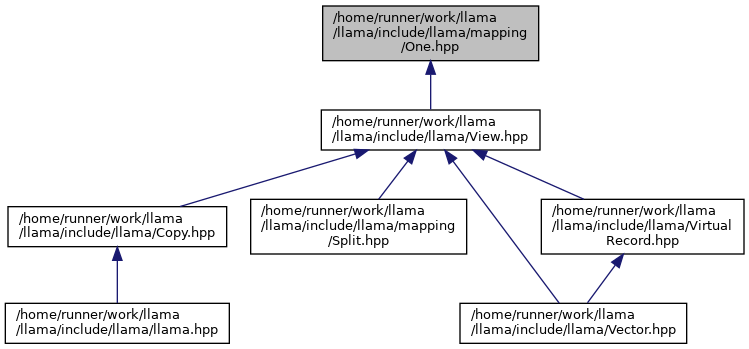 /home/runner/work/llama
/llama/include/llama/mapping
/One.hpp
/home/runner/work/llama
/llama/include/llama/View.hpp
/home/runner/work/llama
/llama/include/llama/Copy.hpp
/home/runner/work/llama
/llama/include/llama/mapping
/Split.hpp
/home/runner/work/llama
/llama/include/llama/Virtual
Record.hpp
/home/runner/work/llama
/llama/include/llama/llama.hpp
/home/runner/work/llama
/llama/include/llama/Vector.hpp